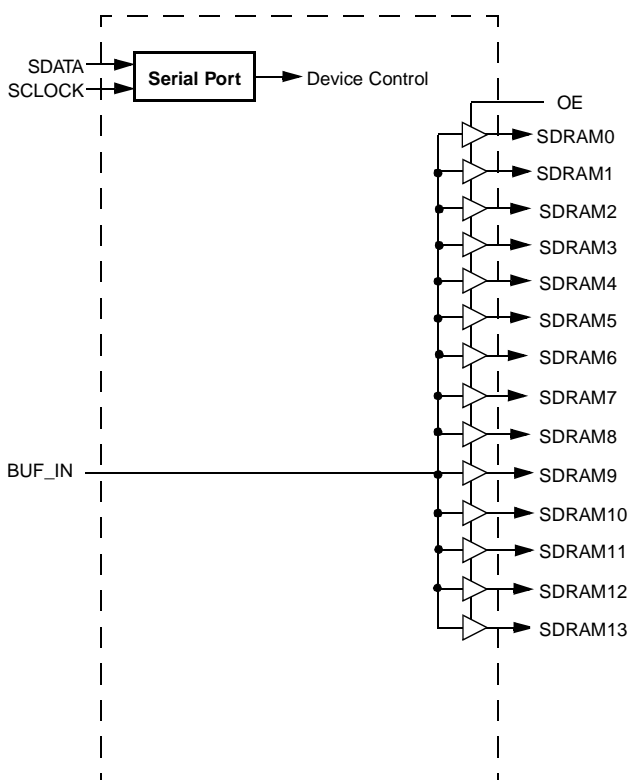 SDATA
SCLOCK
Serial Port
Device Control
OE
SDRAM0
SDRAM1
SDRAM2
SDRAM3
SDRAM4
SDRAM5
SDRAM6
SDRAM7
SDRAM8
BUF_IN
SDRAM9
SDRAM10
SDRAM11
SDRAM12
SDRAM13